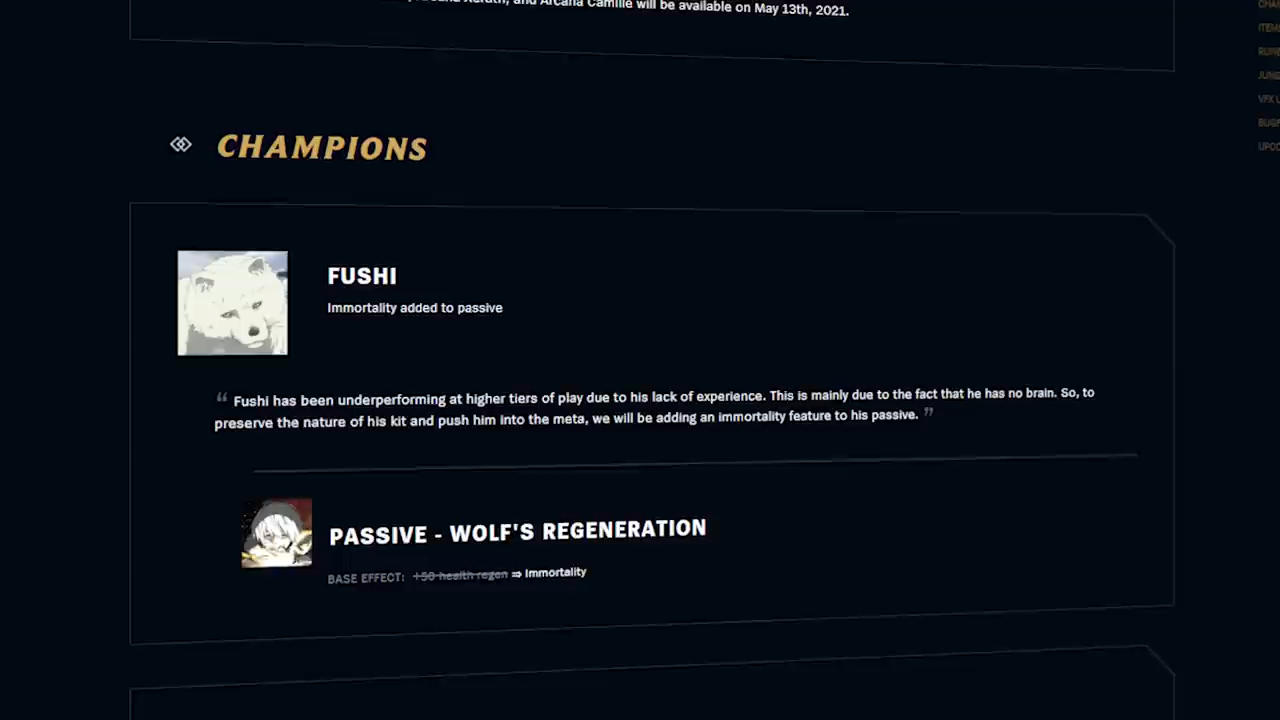 and Arcana Camille will be available on May 13th, 2021.
CHAMPIONS
FUSHI
Immortality added to passive
“ Fushi has been underperforming at higher tiers of play due to his lack of experience. This is mainly due to the fact that he has no brain. So, to
preserve the nature of his kit and push him into the meta, we will be adding an immortality feature to his passive. ”
PASSIVE - WOLF'S REGENERATION
BASE EFFECT: +50 health regen ⇒ Immortality